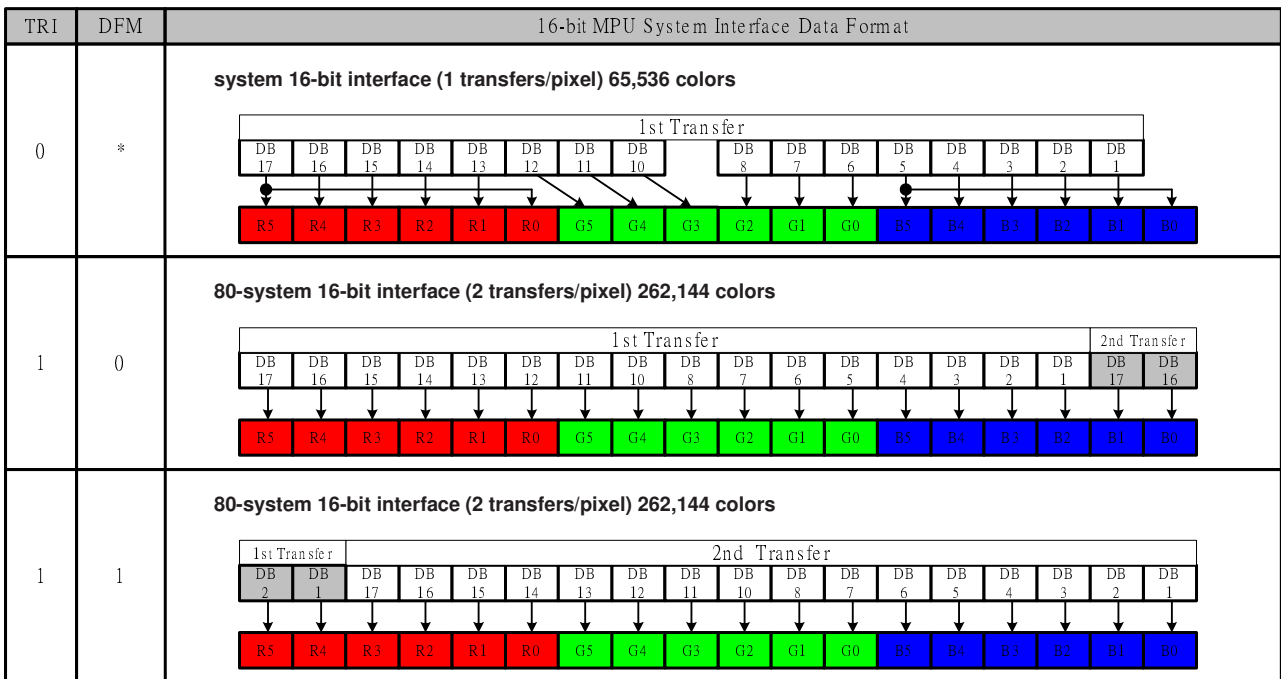 TRI DFM 16-bit MPU System Interface Data Format
system 16-bit interface (1 transfers/pixel) 65,536 colors
0 *
1st Transfer
DB DB DB DB DB DB DB DB DB DB DB DB DB DB DB DB
17 16 15 14 13 12 11 10 8 7 6 5 4 3 2 1
R5 R4 R3 R2 R1 R0 G5 G4 G3 G2 G1 G0 B5 B4 B3 B2 B1 B0
80-system 16-bit interface (2 transfers/pixel) 262,144 colors
1 0
1st Transfer 2nd Transfer
DB DB DB DB DB DB DB DB DB DB DB DB DB DB DB DB DB DB
17 16 15 14 13 12 11 10 8 7 6 5 4 3 2 1 17 16
R5 R4 R3 R2 R1 R0 G5 G4 G3 G2 G1 G0 B5 B4 B3 B2 B1 B0
80-system 16-bit interface (2 transfers/pixel) 262,144 colors
1 1
1st Transfer 2nd Transfer
DB DB DB DB DB DB DB DB DB DB DB DB DB DB DB DB DB DB
2 1 17 16 15 14 13 12 11 10 8 7 6 5 4 3 2 1
R5 R4 R3 R2 R1 R0 G5 G4 G3 G2 G1 G0 B5 B4 B3 B2 B1 B0